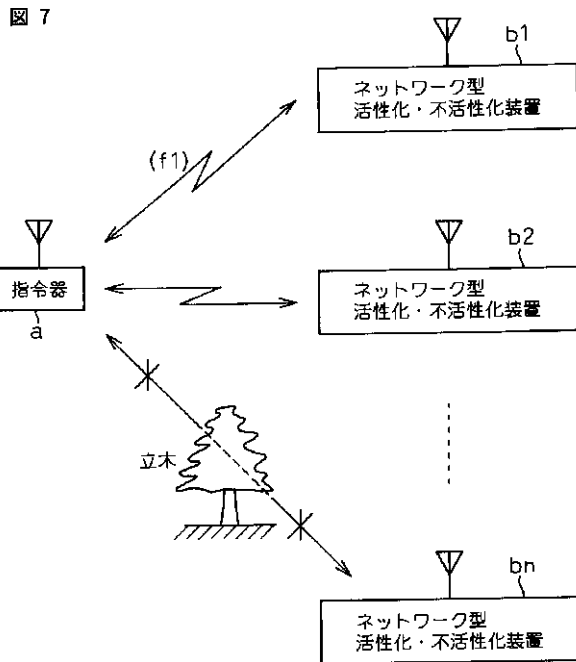 図 7
b1
ネットワーク型
活性化・不活性化装置
(f1)
b2
指令器
a
ネットワーク型
活性化・不活性化装置
立木
bn
ネットワーク型
活性化・不活性化装置